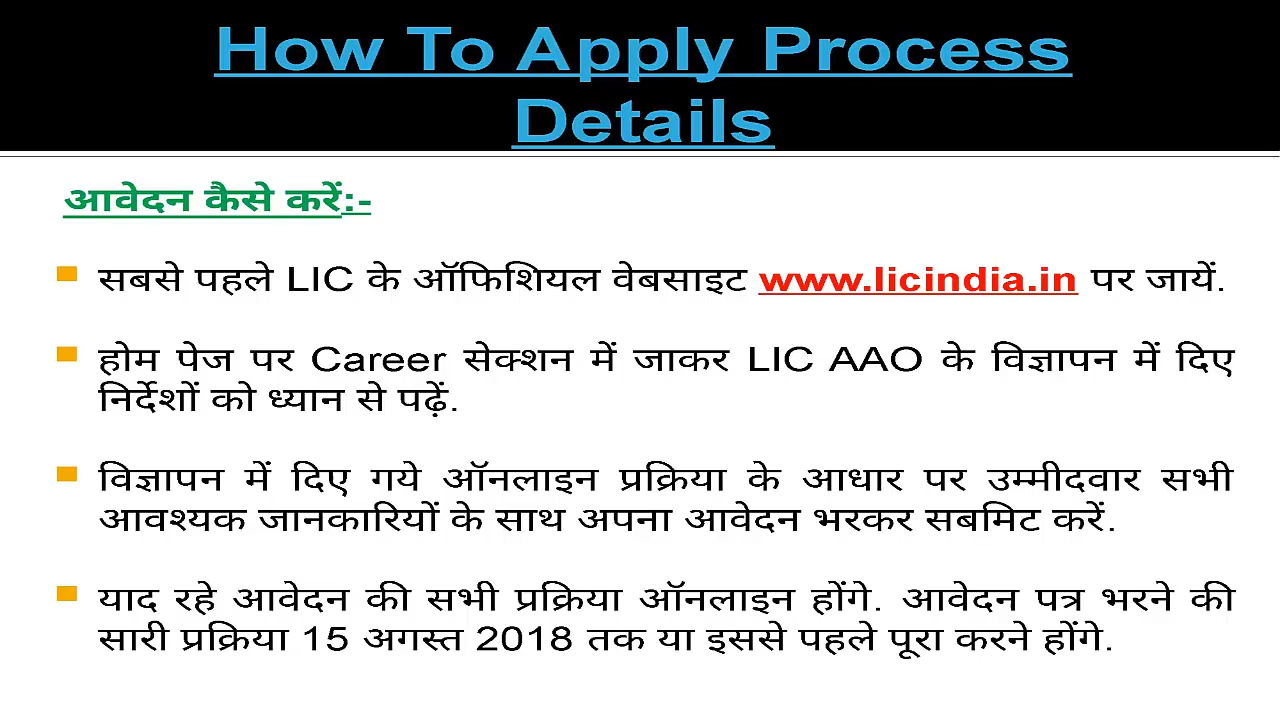 How To Apply Process
Details
आवेदन कैसे करें:-
सबसे पहले LIC के ऑफिशियल वेबसाइट www.licindia.in पर जायें.
होम पेज पर Career सेक्शन में जाकर LIC AAO के विज्ञापन में दिए
निर्देशों को ध्यान से पढ़ें.
विज्ञापन में दिए गये ऑनलाइन प्रक्रिया के आधार पर उम्मीदवार सभी
आवश्यक जानकारियों के साथ अपना आवेदन भरकर सबमिट करें.
याद रहे आवेदन की सभी प्रक्रिया ऑनलाइन होंगे. आवेदन पत्र भरने की
सारी प्रक्रिया 15 अगस्त 2018 तक या इससे पहले पूरा करने होंगे.